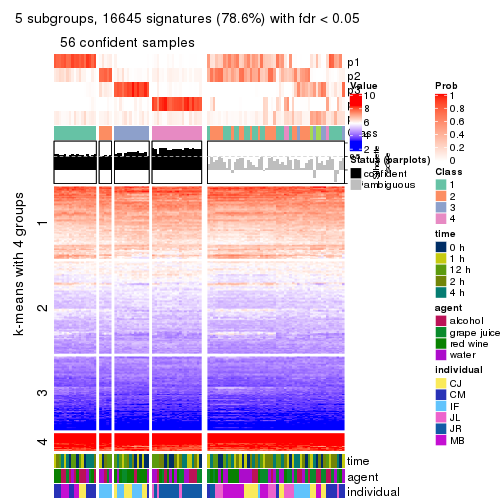 5 subgroups, 16645 signatures (78.6%) with fdr < 0.05
56 confident samples
p1
p2
p3
Class
k-means with 4 groups
1
2
3
4
time
agent
individual
Value
10
8
6
4
2
Status (barplots)
confident
ambiguous
Prob
1
0.8
0.6
0.4
0.2
0
Class
1
2
3
4
time
0 h
1 h
12 h
2 h
4 h
agent
alcohol
grape juice
red wine
water
individual
CJ
CM
IF
JL
JR
MB